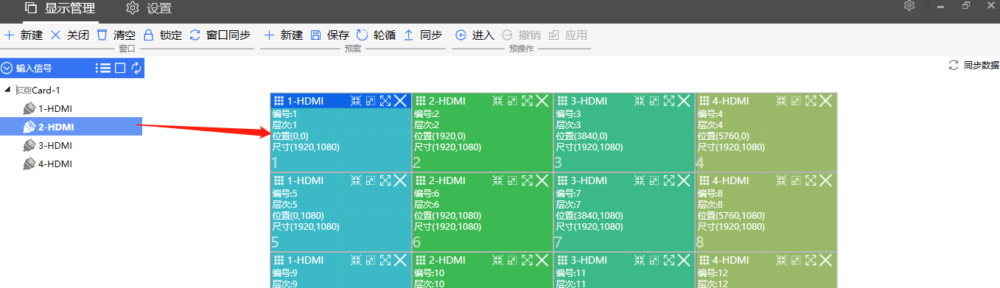 显示管理 设置
新建 关闭 清空 锁定 窗口同步 新建 保存 轮循 同步 进入 撤销 应用
窗口 预案 预操作
输入信号 同步数据
Card-1
1-HDMI
2-HDMI
3-HDMI
4-HDMI
1-HDMI 2-HDMI 3-HDMI 4-HDMI
编号:1 编号:2 编号:3 编号:4
层次:1 层次:2 层次:3 层次:4
位置(0,0) 位置(1920,0) 位置(3840,0) 位置(5760,0)
尺寸(1920,1080) 尺寸(1920,1080) 尺寸(1920,1080) 尺寸(1920,1080)
1 2 3 4
1-HDMI 2-HDMI 3-HDMI 4-HDMI
编号:5 编号:6 编号:7 编号:8
层次:5 层次:6 层次:7 层次:8
位置(0,1080) 位置(1920,1080) 位置(3840,1080) 位置(5760,1080)
尺寸(1920,1080) 尺寸(1920,1080) 尺寸(1920,1080) 尺寸(1920,1080)
5 6 7 8
1-HDMI 2-HDMI 3-HDMI 4-HDMI
编号:9 编号:10 编号:11 编号:12
层次:9 层次:10 层次:11 层次:12